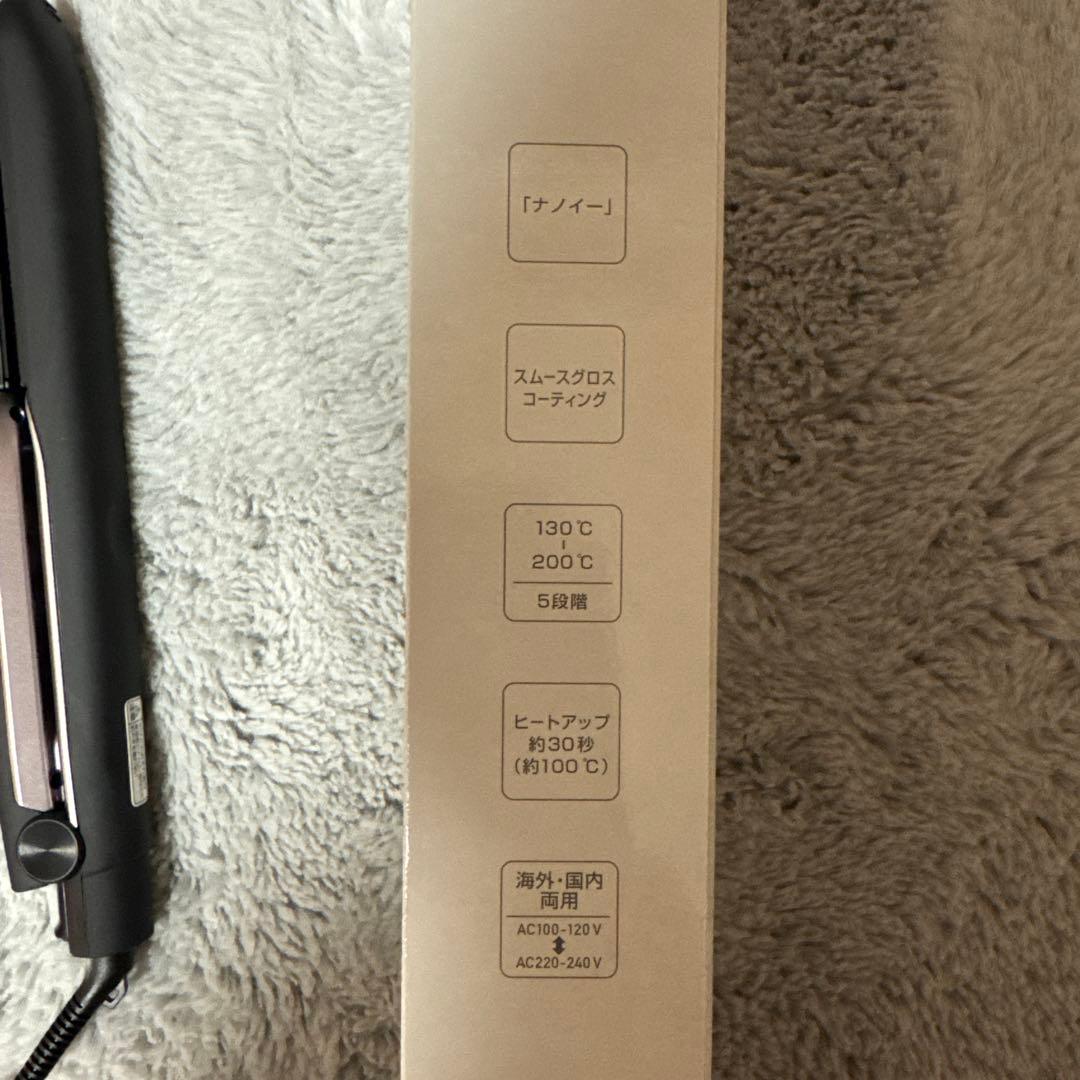 「ナノイー」
スムースグロス
コーティング
130℃
-
200℃
5段階
ヒートアップ
約30秒
(約100℃)
海外・国内
両用
AC100-120V
AC220-240V